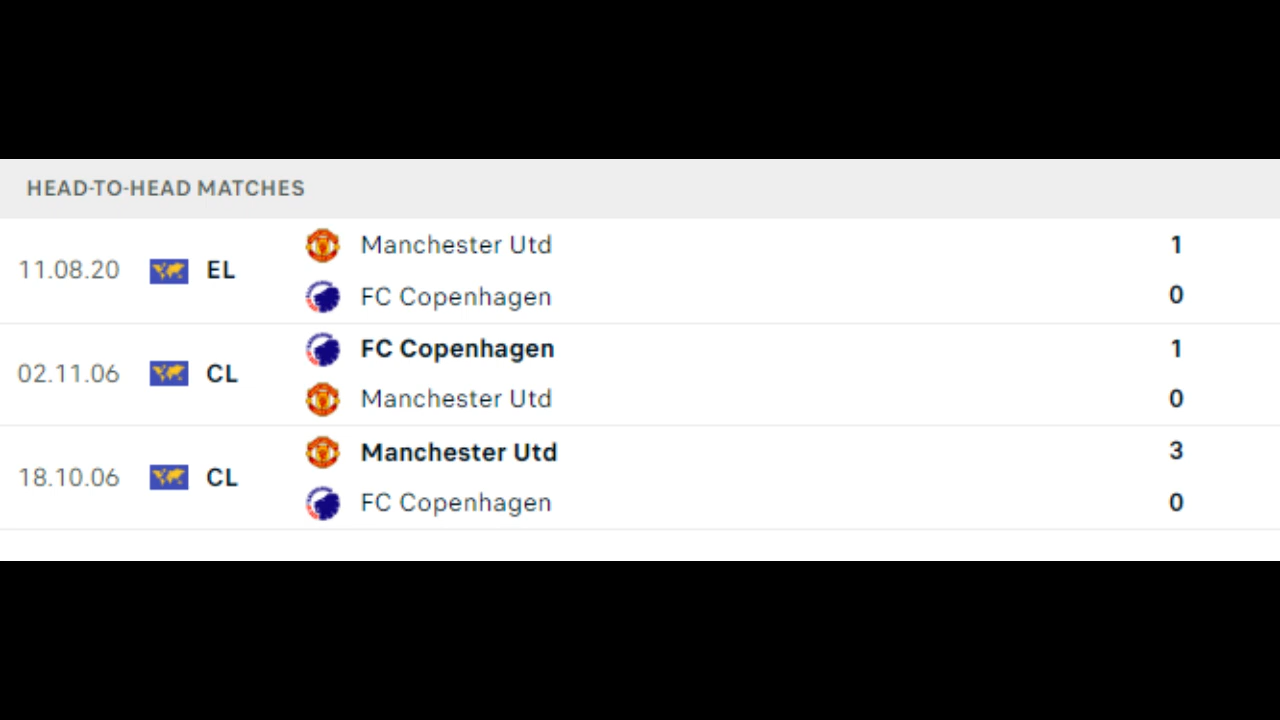 HEAD-TO-HEAD MATCHES
11.08.20 EL
Manchester Utd 1
FC Copenhagen 0
02.11.06 CL
FC Copenhagen 1
Manchester Utd 0
18.10.06 CL
Manchester Utd 3
FC Copenhagen 0